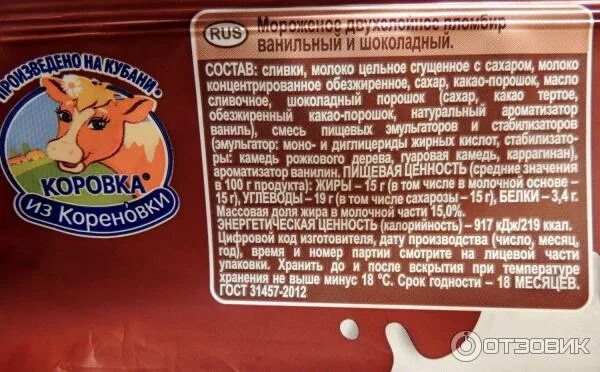 ПРОИЗВЕДЕНО НА КУБАНИ
КОРОВКА®
ИЗ КОРЕНОВКИ
RUS
Мороженое двухслойное пломбир
ванильный и шоколадный.
СОСТАВ: сливки, молоко цельное сгущенное с сахаром, молоко
концентрированное обезжиренное, сахар, какао-порошок, масло
сливочное, шоколадный порошок (сахар, какао тертое,
обезжиренный какао-порошок, натуральный ароматизатор
ваниль), смесь пищевых эмульгаторов и стабилизаторов
(эмульгатор: моно- и диглицериды жирных кислот, стабилизато-
ры: камедь рожкового дерева, гуаровая камедь, каррагинан),
ароматизатор ванилин. ПИЩЕВАЯ ЦЕННОСТЬ (средние значения
в 100 г продукта): ЖИРЫ – 15 г (в том числе в молочной основе –
15 г), УГЛЕВОДЫ – 19 г (в том числе сахарозы – 15 г), БЕЛКИ – 3,4 г.
Массовая доля жира в молочной части 15,0%.
ЭНЕРГЕТИЧЕСКАЯ ЦЕННОСТЬ (калорийность) – 917 кДж/219 ккал.
Цифровой код изготовителя, дату производства (число, месяц,
год), время и номер партии смотрите на лицевой части
упаковки. Хранить до и после вскрытия при температуре
хранения не выше минус 18 °С. Срок годности – 18 МЕСЯЦЕВ.
ГОСТ 31457-2012
ОТЗОВИК